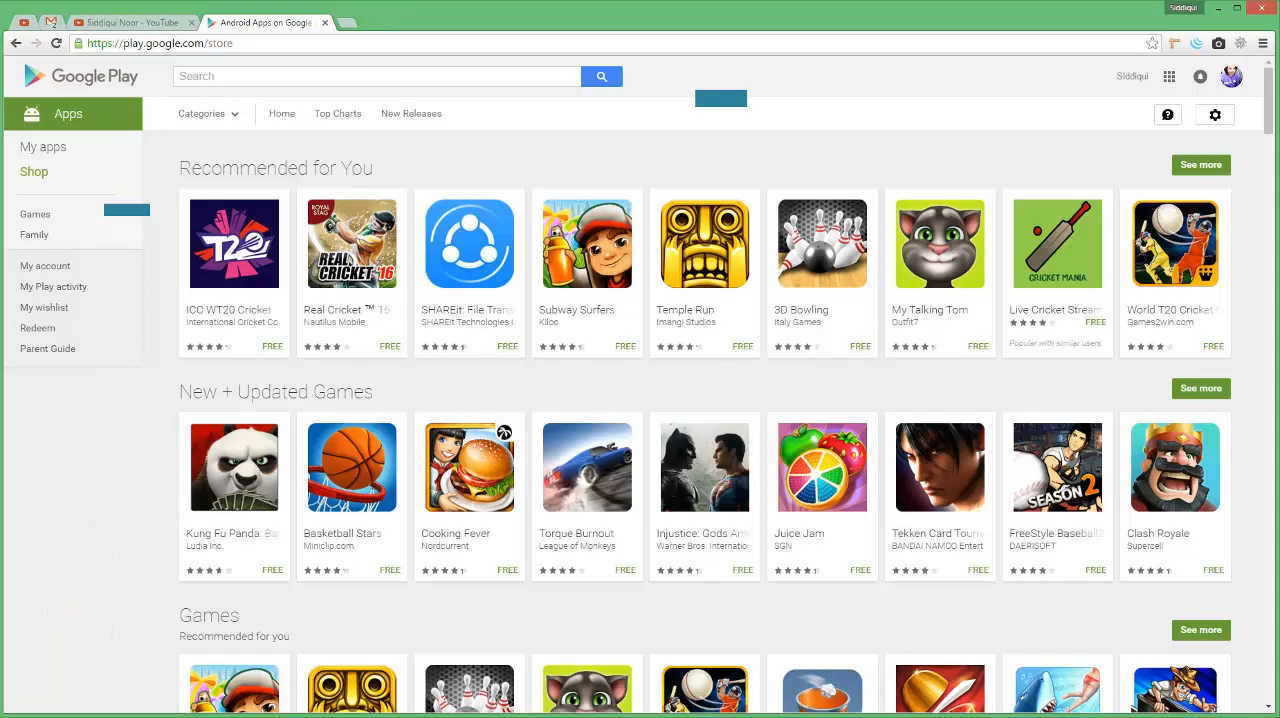 Siddiqui
Siddiqui Noor - YouTube
Android Apps on Google
https://play.google.com/store
Google Play
Search
Siddiqui
Apps
Categories
Home
Top Charts
New Releases
My apps
Shop
Games
Family
My account
My Play activity
My wishlist
Redeem
Parent Guide
Recommended for You
See more
T20
ROYAL STAG
REAL CRICKET '16
CRICKET MANIA
ICC WT20 Cricket
International Cricket Co
FREE
Real Cricket ™ 16
Nautilus Mobile
FREE
SHAREit: File Trans
SHAREit Technologies
FREE
Subway Surfers
Kiloo
FREE
Temple Run
Imangi Studios
FREE
3D Bowling
Italy Games
FREE
My Talking Tom
Outfit7
FREE
Live Cricket Stream
FREE
Popular with similar users
World T20 Cricket
Games2win.com
FREE
New + Updated Games
See more
SEASON 2
Kung Fu Panda: Ba
Ludia Inc.
FREE
Basketball Stars
Miniclip.com
FREE
Cooking Fever
Nordcurrent
FREE
Torque Burnout
League of Monkeys
FREE
Injustice: Gods Am
Warner Bros. Internatio
FREE
Juice Jam
SGN
FREE
Tekken Card Tourn
BANDAI NAMCO Entert
FREE
FreeStyle Baseball2
DAERISOFT
FREE
Clash Royale
Supercell
FREE
Games
Recommended for you
See more